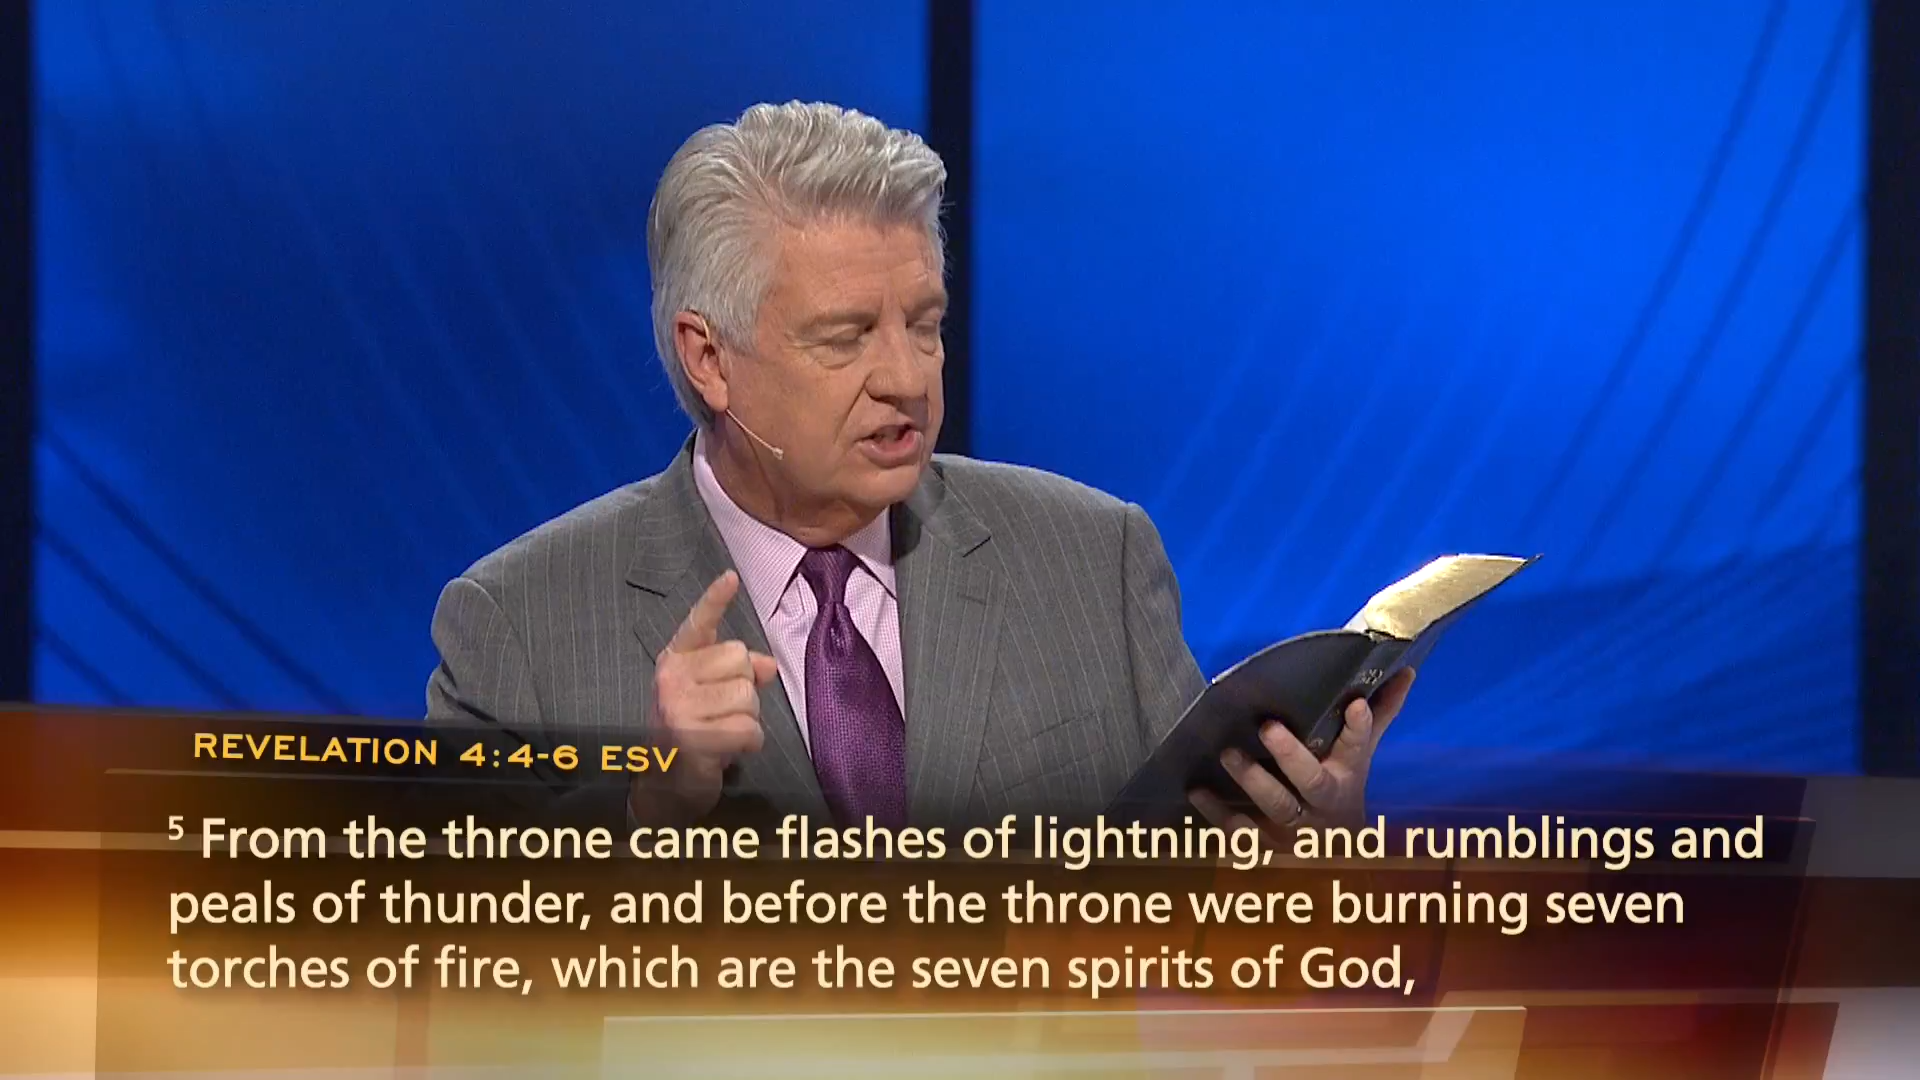 REVELATION 4:4-6 ESV
⁵ From the throne came flashes of lightning, and rumblings and
peals of thunder, and before the throne were burning seven
torches of fire, which are the seven spirits of God,